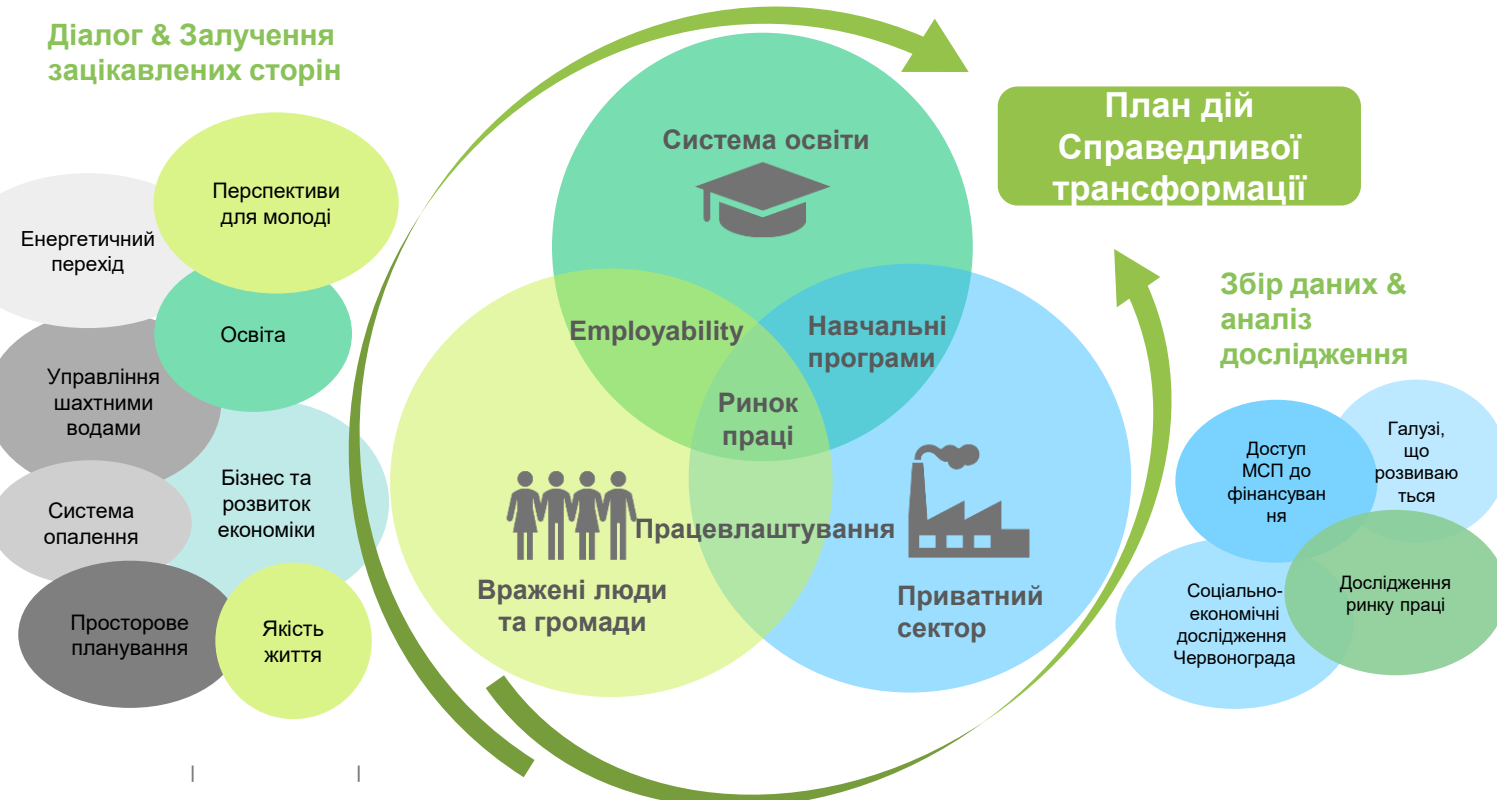 Діалог & Залучення
зацікавлених сторін
Перспективи
для молоді
Енергетичний
перехід
Освіта
Управління
шахтними
водами
Бізнес та
розвиток
економіки
Система
опалення
Просторове
планування
Якість
життя
Система освіти
Employability
Навчальні
програми
Ринок
праці
Працевлаштування
Вражені люди
та громади
Приватний
сектор
План дій
Справедливої
трансформації
Збір даних &
аналіз
дослідження
Доступ
МСП до
фінансуван
ня
Галузі,
що
розвиваю
ться
Соціально-
економічні
дослідження
Червонограда
Дослідження
ринку праці